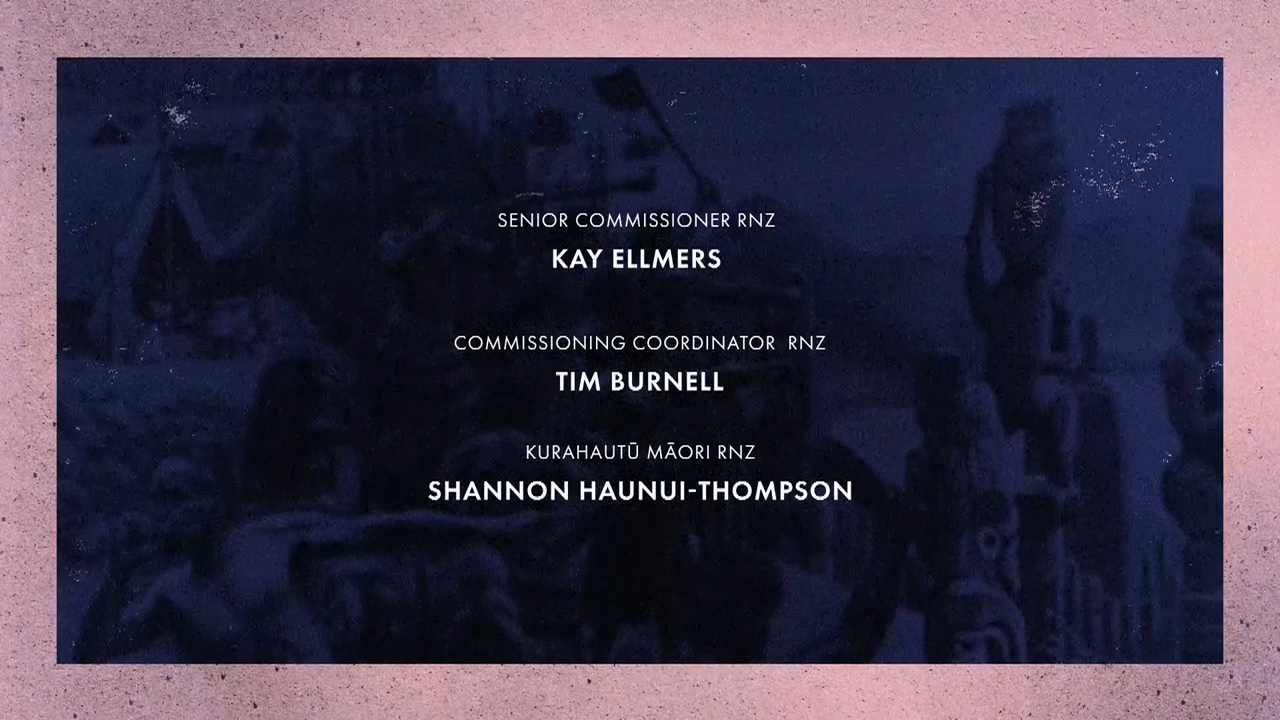 SENIOR COMMISSIONER RNZ
KAY ELLMERS
COMMISSIONING COORDINATOR RNZ
TIM BURNELL
KURAHAUTŪ MĀORI RNZ
SHANNON HAUNUI-THOMPSON